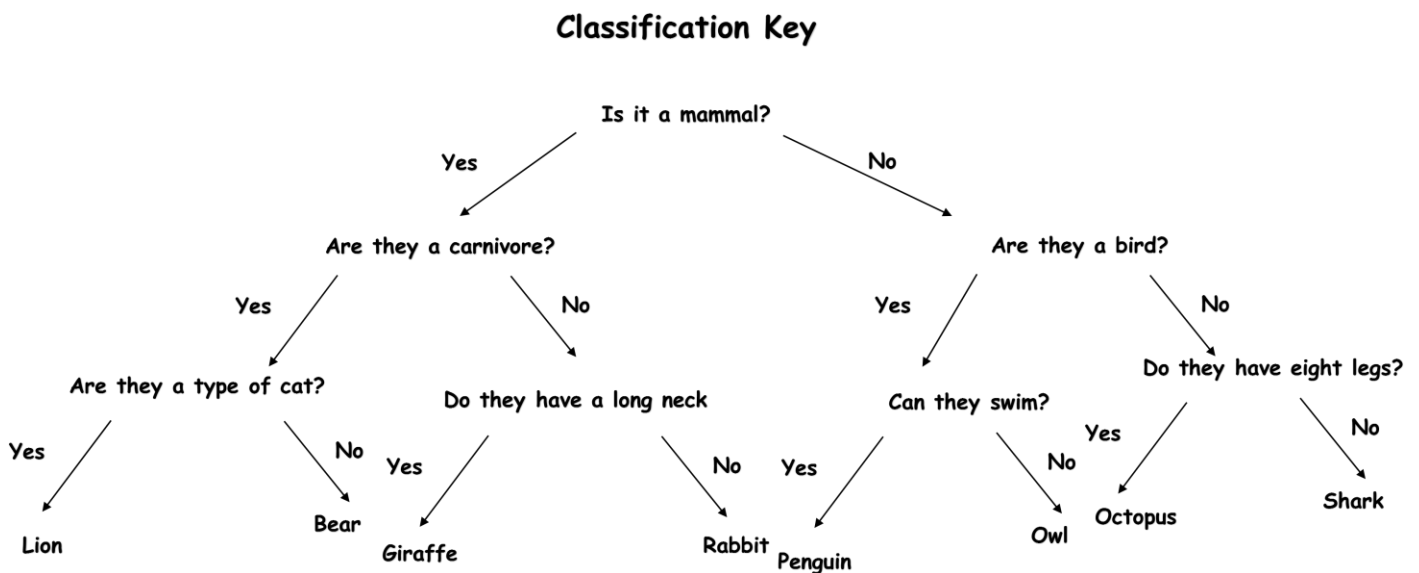 Classification Key
Is it a mammal?
Yes
No
Are they a carnivore?
Are they a bird?
Yes
No
Yes
No
Are they a type of cat?
Do they have a long neck
Can they swim?
Do they have eight legs?
Yes
No
Yes
No
Yes
No
Yes
No
Lion
Bear
Giraffe
Rabbit
Penguin
Owl
Octopus
Shark